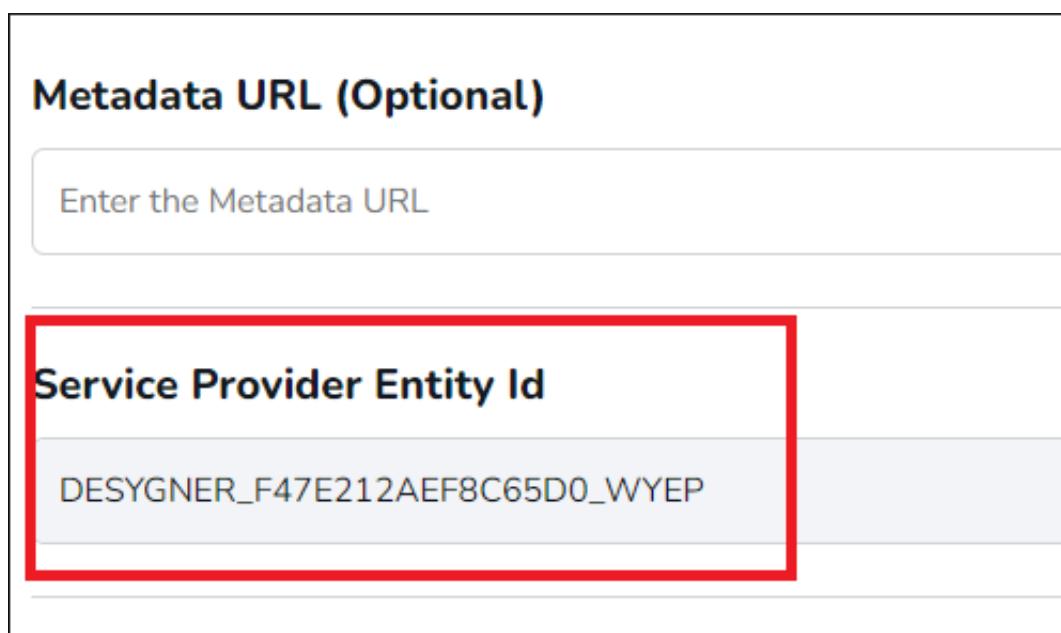 Metadata URL (Optional)
Enter the Metadata URL
Service Provider Entity Id
DESYGNER_F47E212AEF8C65D0_WYEP